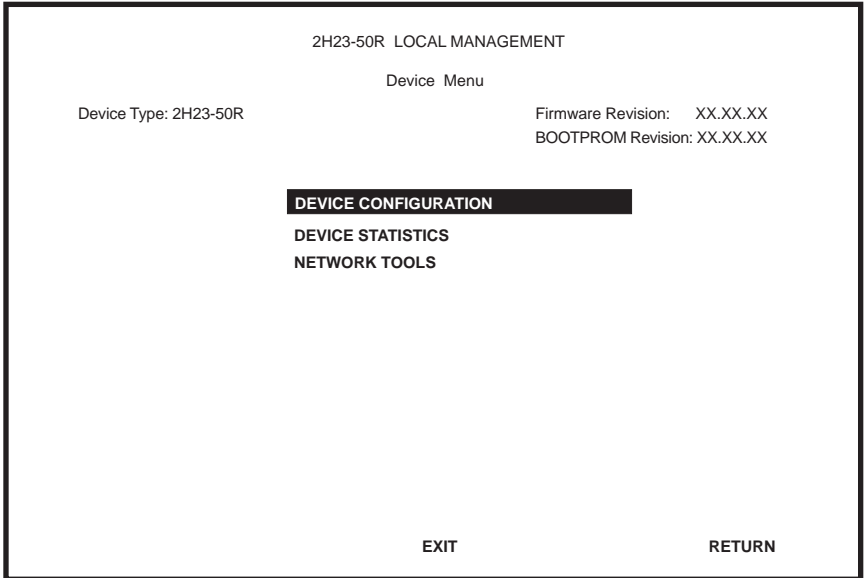 2H23-50R LOCAL MANAGEMENT
Device Menu
Device Type: 2H23-50R Firmware Revision: XX.XX.XX
BOOTPROM Revision: XX.XX.XX
DEVICE CONFIGURATION
DEVICE STATISTICS
NETWORK TOOLS
EXIT RETURN